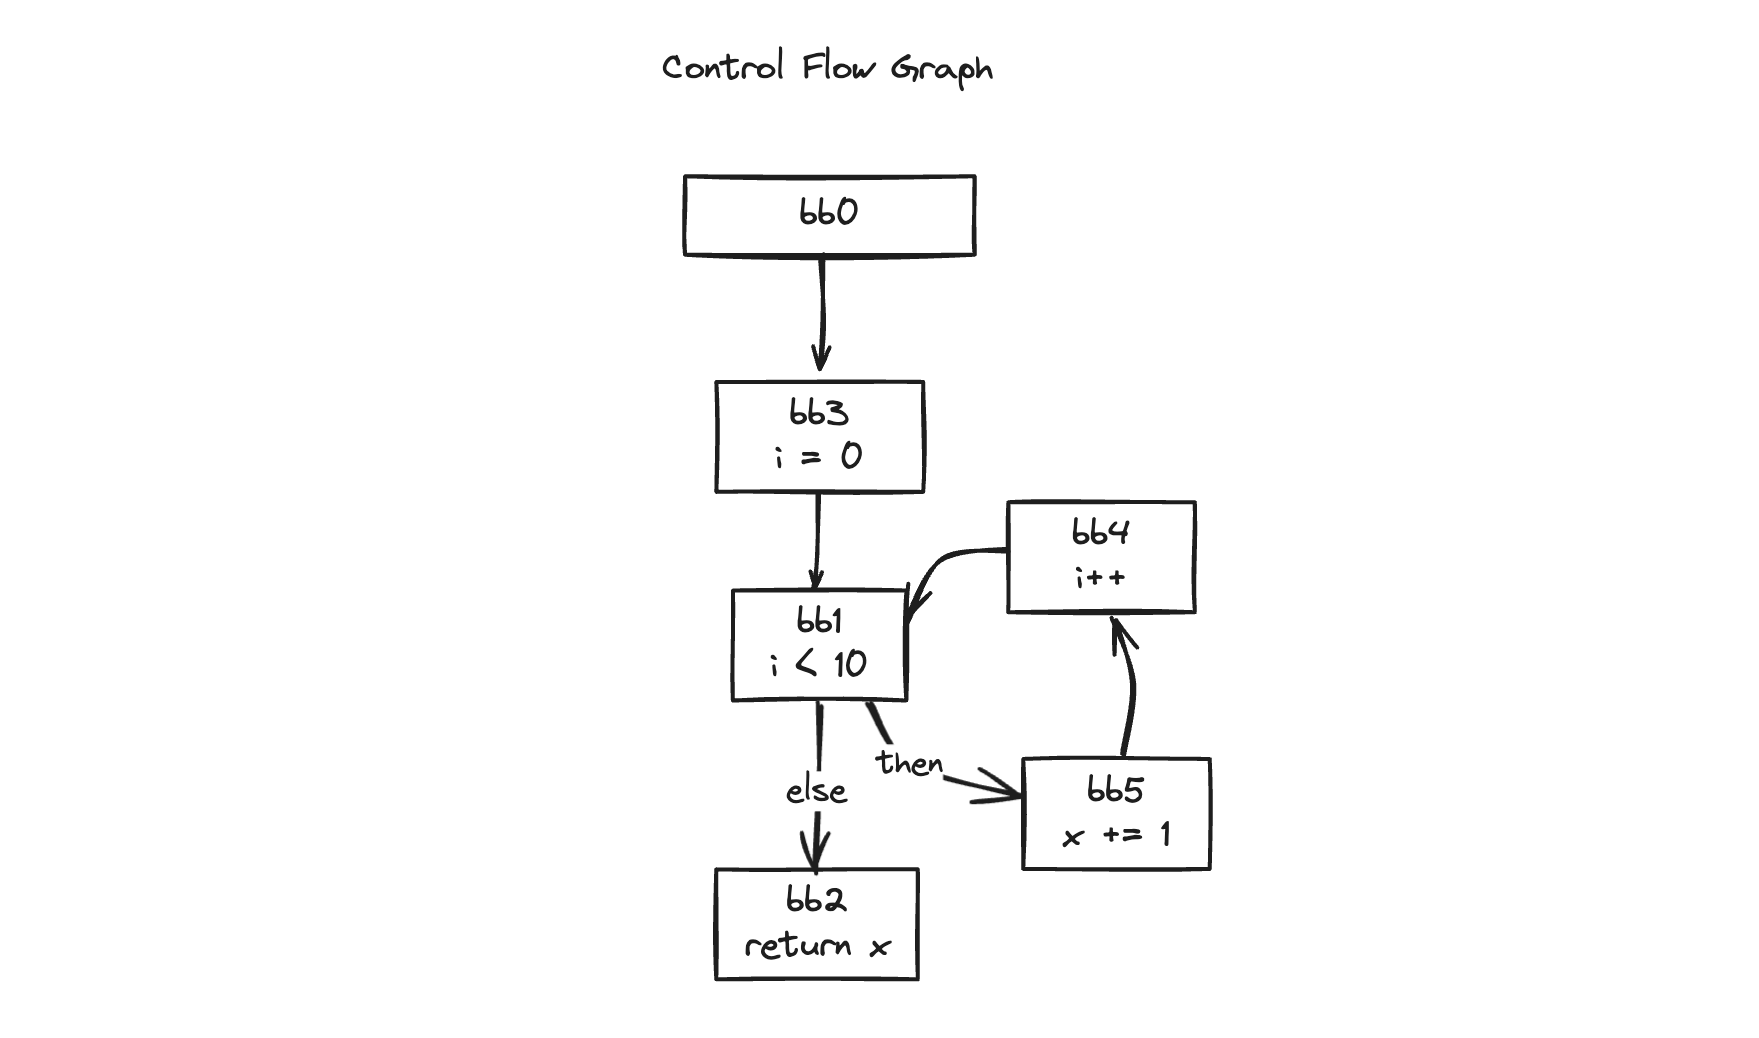 Control Flow Graph
bb0
bb3
i = 0
bb4
i++
bb1
i < 10
then
else
bb5
x += 1
bb2
return x